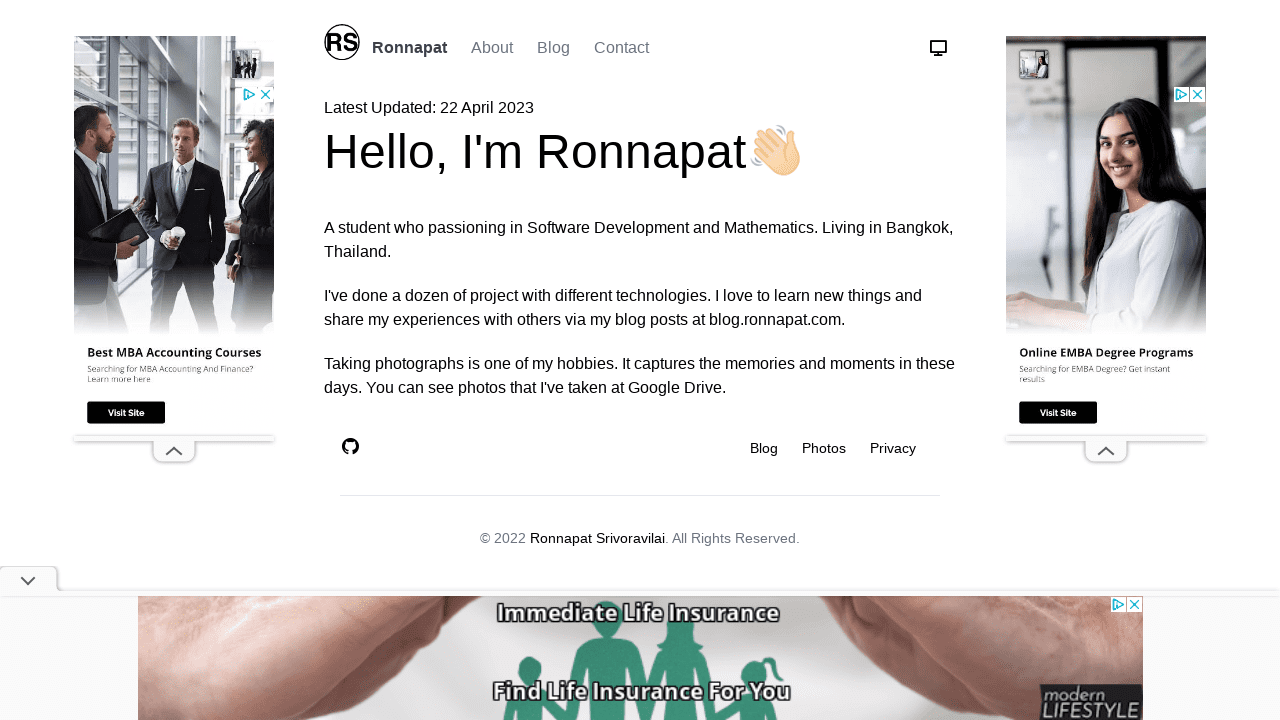 RS
Ronnapat
About
Blog
Contact
Latest Updated: 22 April 2023
Hello, I'm Ronnapat👋🏼
A student who passioning in Software Development and Mathematics. Living in Bangkok,
Thailand.
I've done a dozen of project with different technologies. I love to learn new things and
share my experiences with others via my blog posts at blog.ronnapat.com.
Taking photographs is one of my hobbies. It captures the memories and moments in these
days. You can see photos that I've taken at Google Drive.
Blog
Photos
Privacy
© 2022 Ronnapat Srivoravilai. All Rights Reserved.
Best MBA Accounting Courses
Searching for MBA Accounting And Finance?
Learn more here
Visit Site
Online EMBA Degree Programs
Searching for EMBA Degree? Get instant
results
Visit Site
Immediate Life Insurance
Find Life Insurance For You
modern
LIFESTYLE